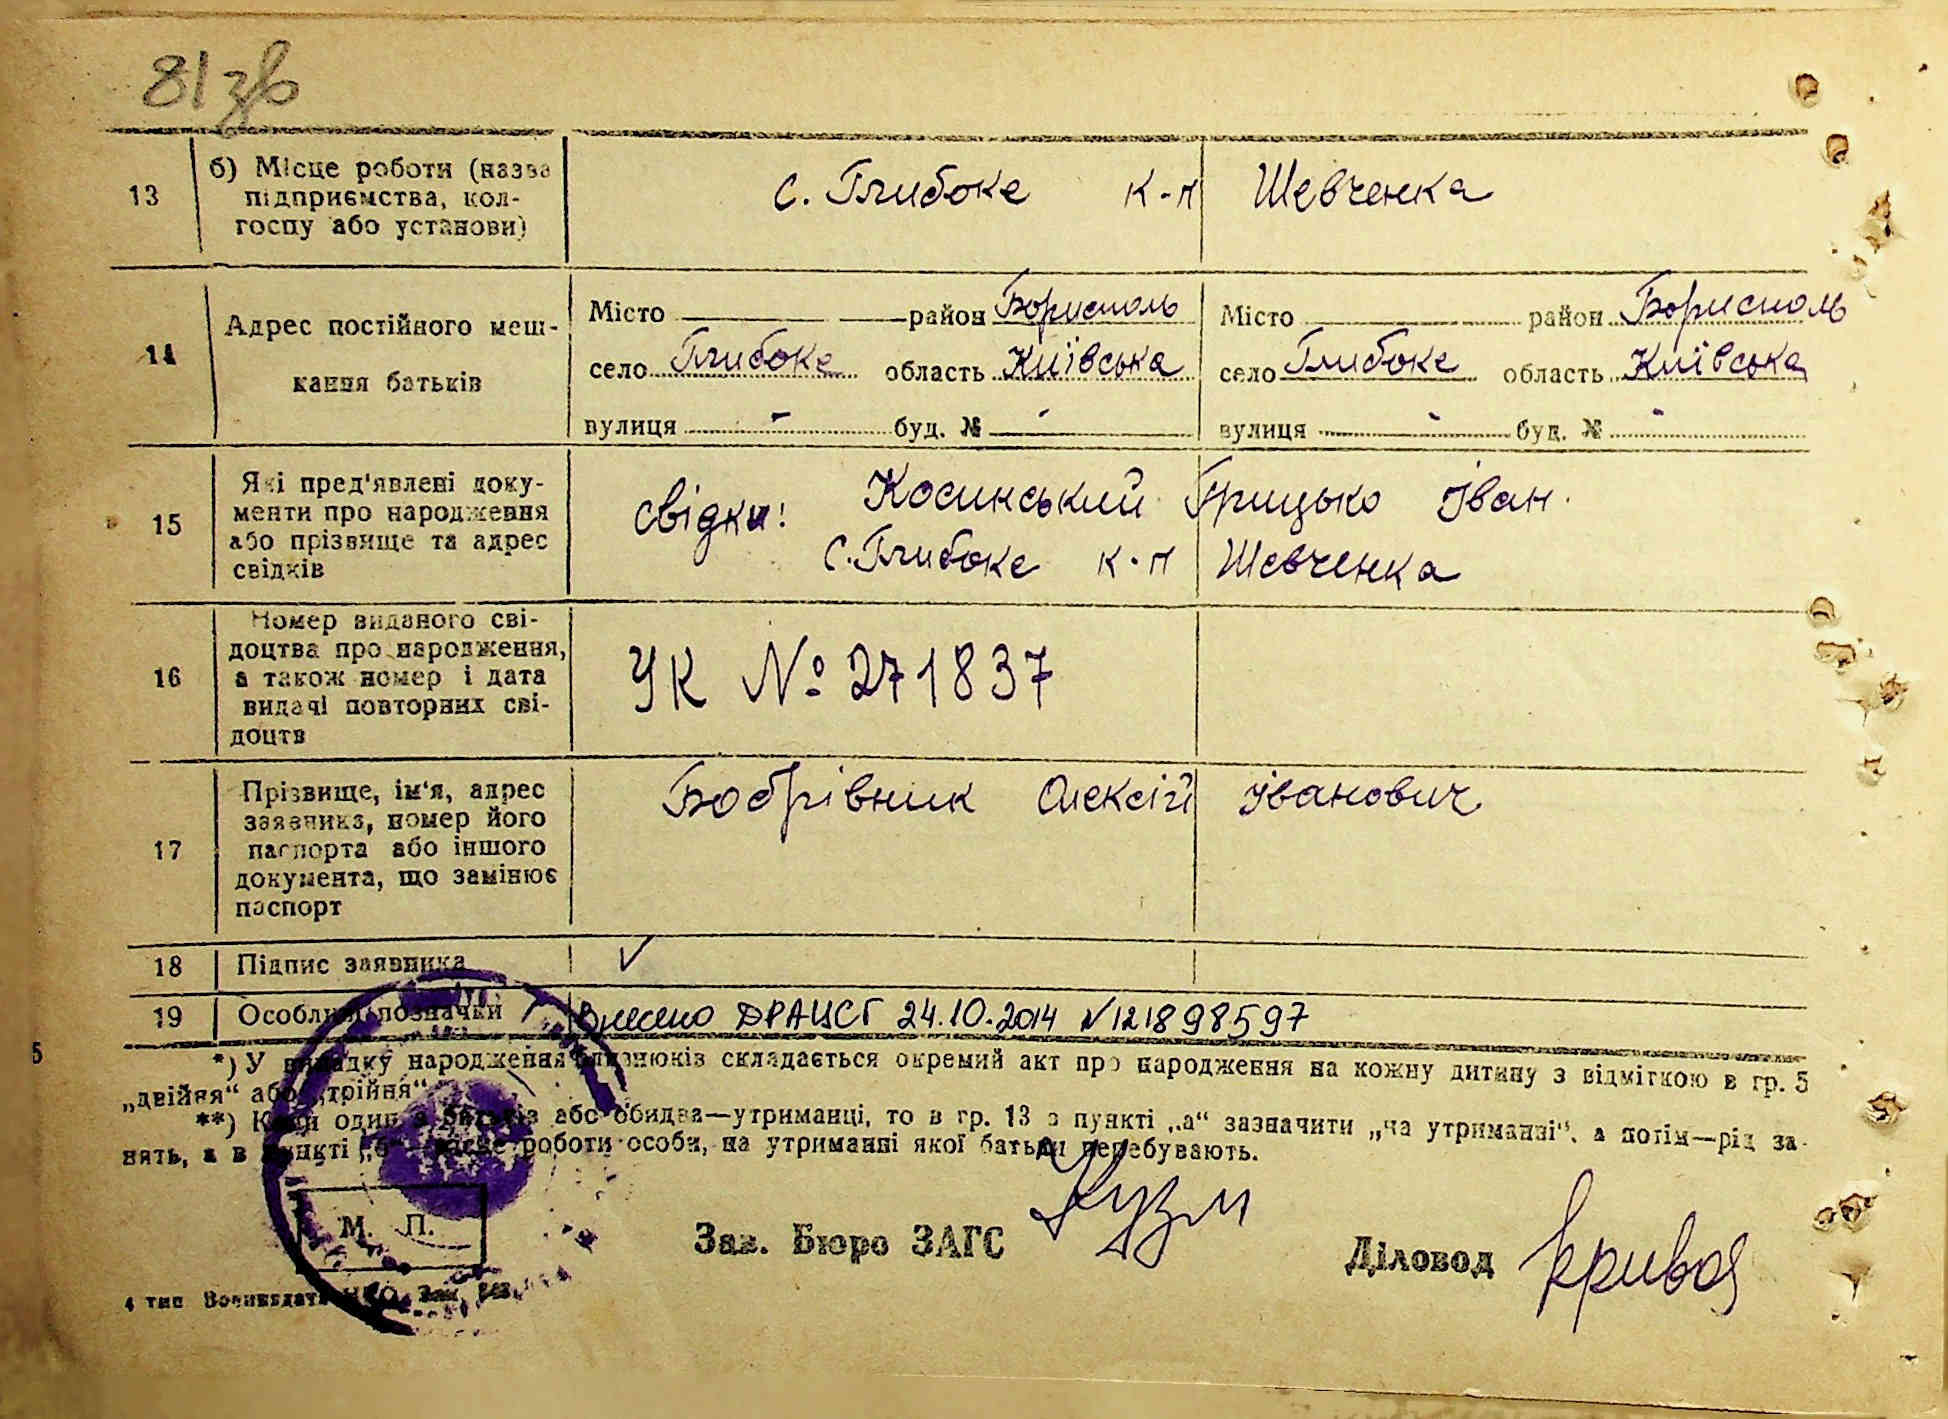 81зв
13 б) Місце роботи (назва підприємства, колгоспу або установи) с. Глибоке к-п Шевченка
14 Адрес постійного мешкання батьків
Місто район Бориспіль Місто район Бориспіль
село Глибоке область Київська село Глибоке область Київська
вулиця - буд. № - вулиця - буд. № -
15 Які пред'явлені документи про народження або прізвище та адрес свідків
свідки: Косинський Грицько Іван.
с. Глибоке к-п Шевченка
16 Номер виданого свідоцтва про народження, а також номер і дата видачі повторних свідоцтв
УК № 271837
17 Прізвище, ім'я, адрес заявника, номер його паспорта або іншого документа, що замінює паспорт
Бобрівник Олексій Іванович
18 Підпис заявника ✓
19 Особливі позначки Внесено ДРАЦСГ 24.10.2014 №121898597
5
*) У випадку народження близнюків складається окремий акт про народження на кожну дитину з відміткою в гр. 5
„двійня“ або „трійня“
**) Коли один з батьків або обидва—утриманці, то в гр. 13 в пункті „а“ зазначити „на утриманні“, а потім—рід за-
нять, а в пункті „б“ місце роботи особи, на утриманні якої батьки перебувають.
М. П.
Зав. Бюро ЗАГС Кузм
Діловод Кривоя
4 тип Воениздата НКО, Зак.